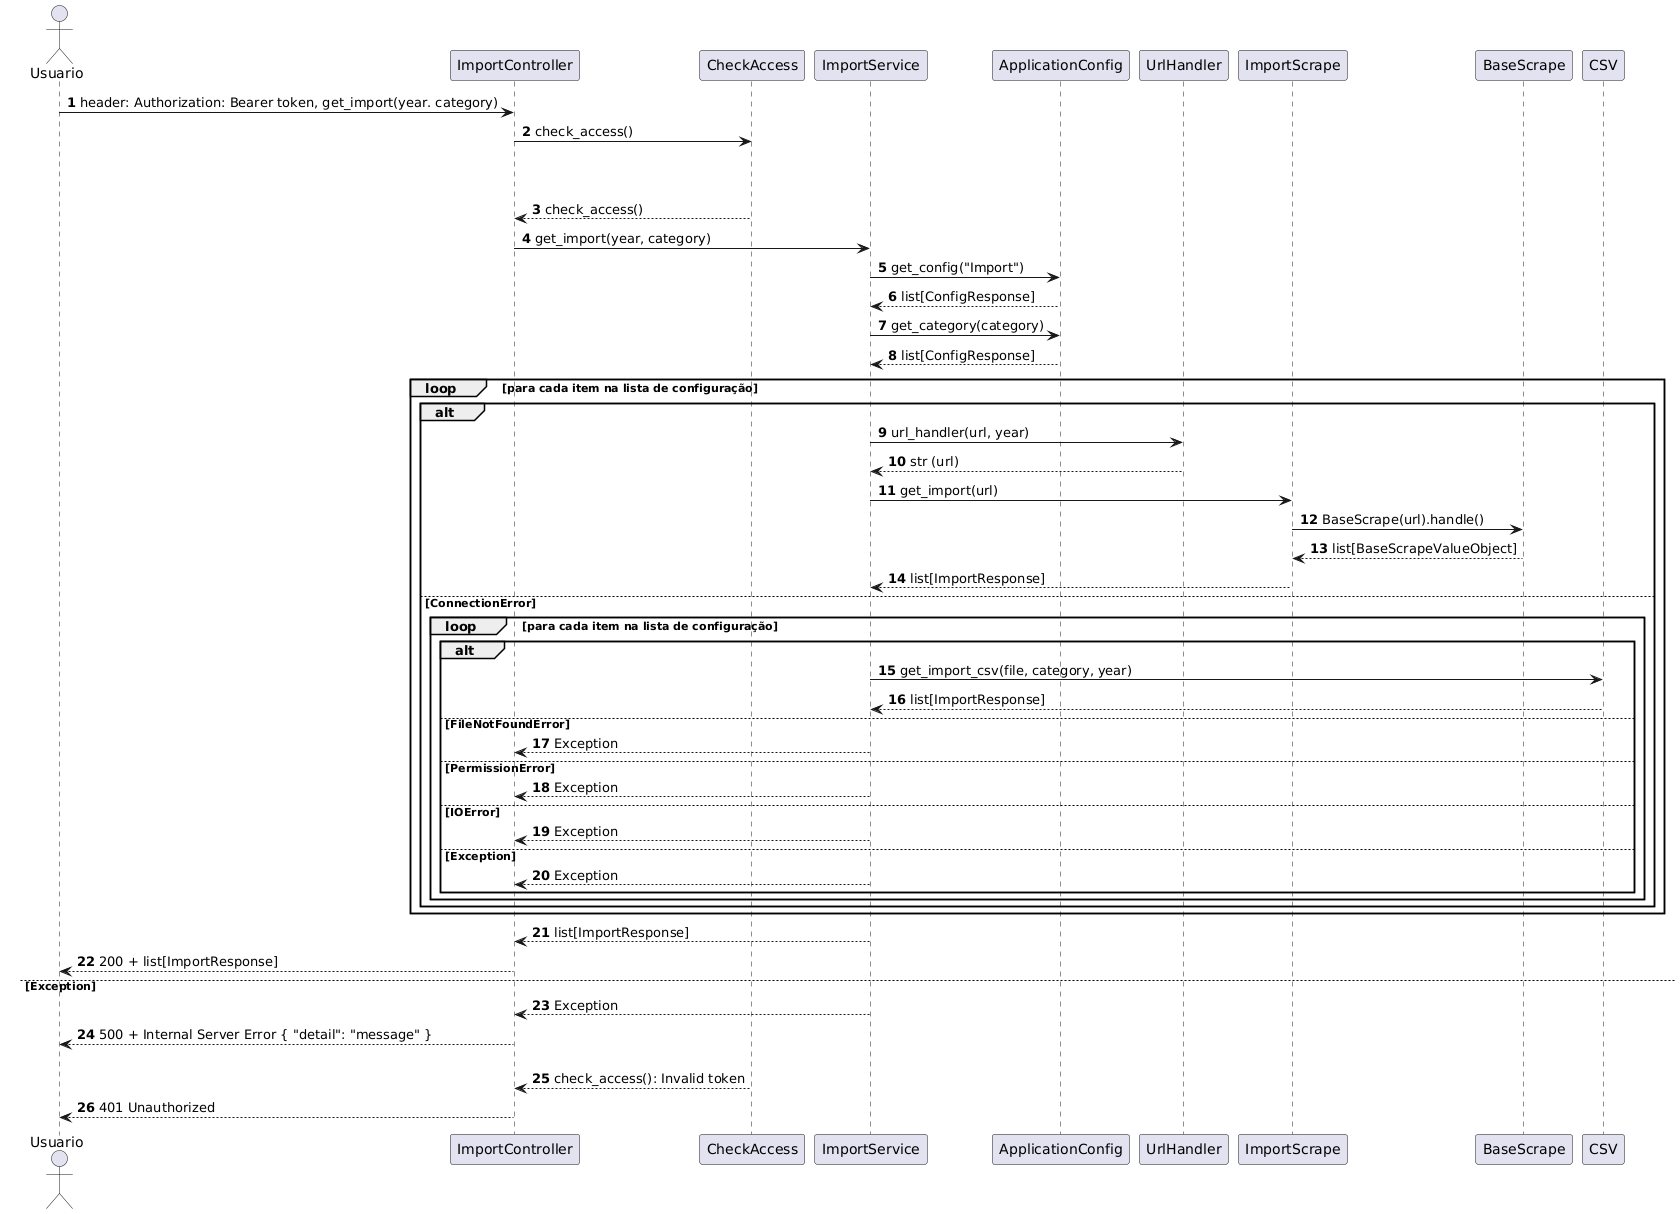 Usuario
ImportController
CheckAccess
ImportService
ApplicationConfig
UrlHandler
ImportScrape
BaseScrape
CSV
1 header: Authorization: Bearer token, get_import(year. category)
2 check_access()
3 check_access()
4 get_import(year, category)
5 get_config("Import")
6 list[ConfigResponse]
7 get_category(category)
8 list[ConfigResponse]
loop [para cada item na lista de configuração]
alt
9 url_handler(url, year)
10 str (url)
11 get_import(url)
12 BaseScrape(url).handle()
13 list[BaseScrapeValueObject]
14 list[ImportResponse]
[ConnectionError]
loop [para cada item na lista de configuração]
alt
15 get_import_csv(file, category, year)
16 list[ImportResponse]
[FileNotFoundError]
17 Exception
[PermissionError]
18 Exception
[IOError]
19 Exception
[Exception]
20 Exception
21 list[ImportResponse]
22 200 + list[ImportResponse]
[Exception]
23 Exception
24 500 + Internal Server Error { "detail": "message" }
25 check_access(): Invalid token
26 401 Unauthorized
Usuario
ImportController
CheckAccess
ImportService
ApplicationConfig
UrlHandler
ImportScrape
BaseScrape
CSV